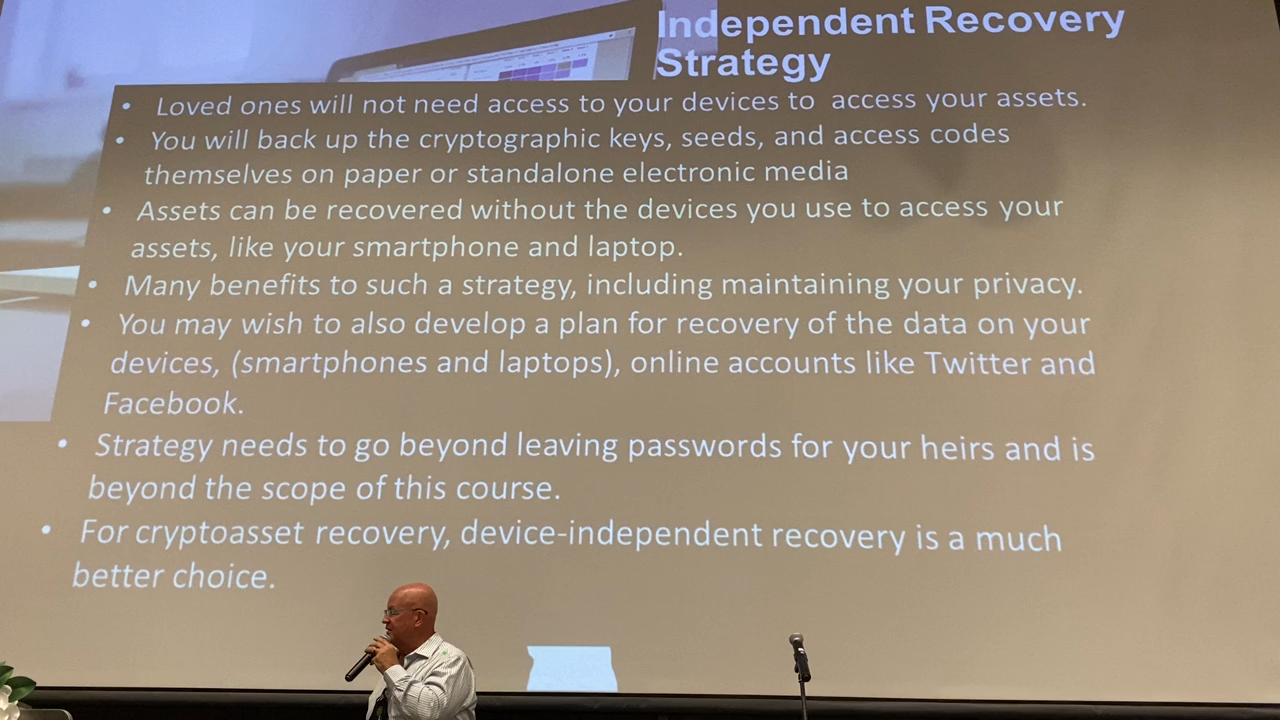 Independent Recovery
Strategy
• Loved ones will not need access to your devices to access your assets.
• You will back up the cryptographic keys, seeds, and access codes
themselves on paper or standalone electronic media
• Assets can be recovered without the devices you use to access your
assets, like your smartphone and laptop.
• Many benefits to such a strategy, including maintaining your privacy.
• You may wish to also develop a plan for recovery of the data on your
devices, (smartphones and laptops), online accounts like Twitter and
Facebook.
• Strategy needs to go beyond leaving passwords for your heirs and is
beyond the scope of this course.
• For cryptoasset recovery, device-independent recovery is a much
better choice.